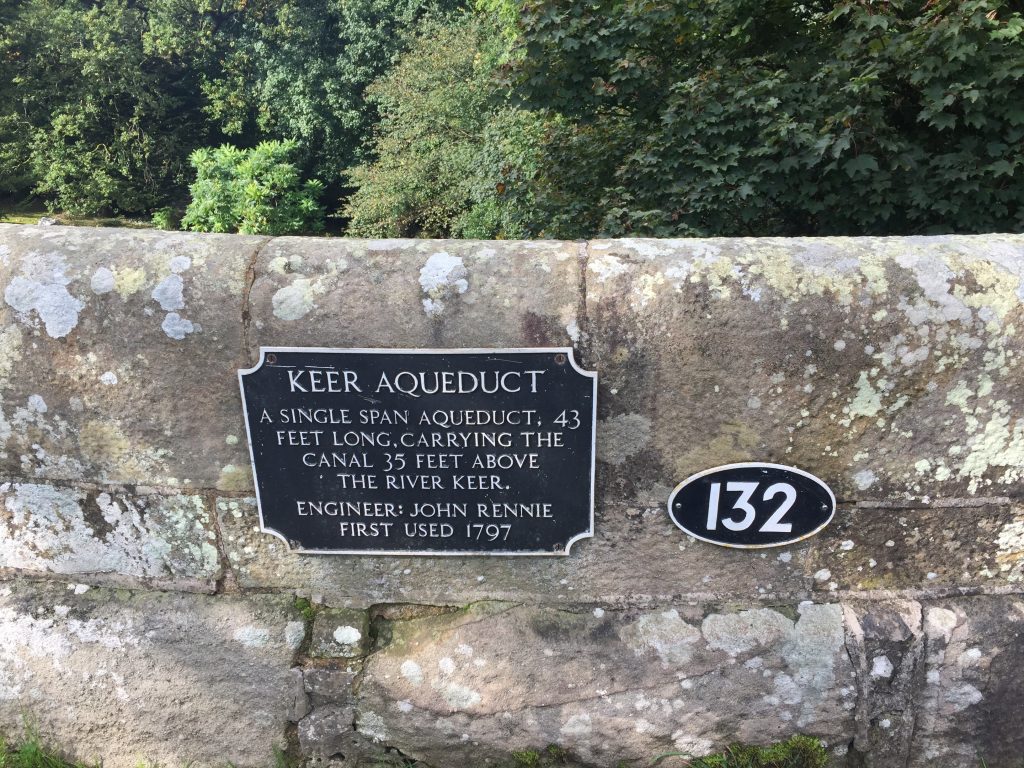 KEER AQUEDUCT
A SINGLE SPAN AQUEDUCT, 43
FEET LONG, CARRYING THE
CANAL 35 FEET ABOVE
THE RIVER KEER.
ENGINEER: JOHN RENNIE
FIRST USED 1797
132